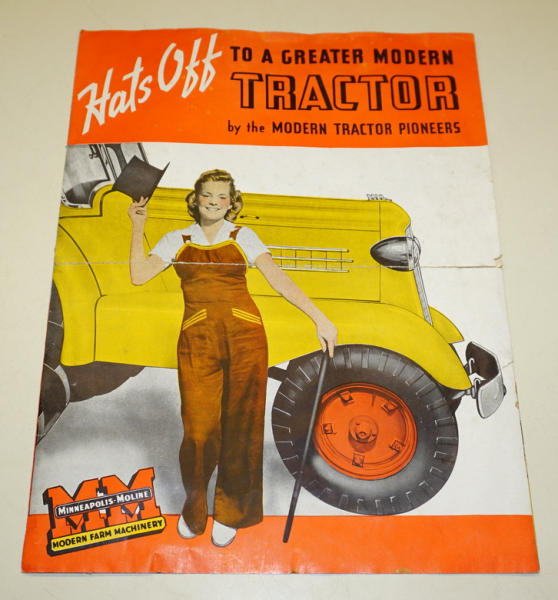 Hats Off TO A GREATER MODERN
TRACTOR
by the MODERN TRACTOR PIONEERS
MM
MINNEAPOLIS-MOLINE
MODERN FARM MACHINERY